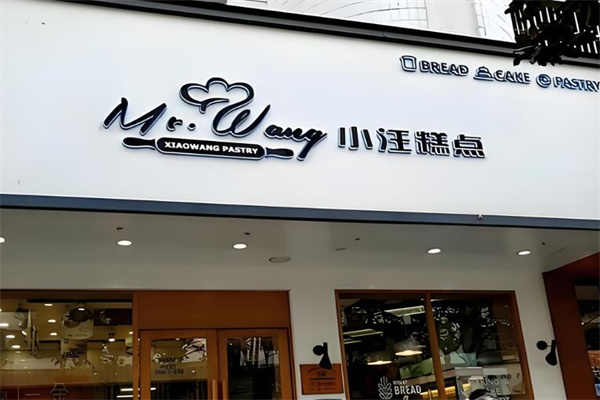 BREAD CAKE PASTRY
Mr. Wang 小汪糕点
XIAOWANG PASTRY
BREAD